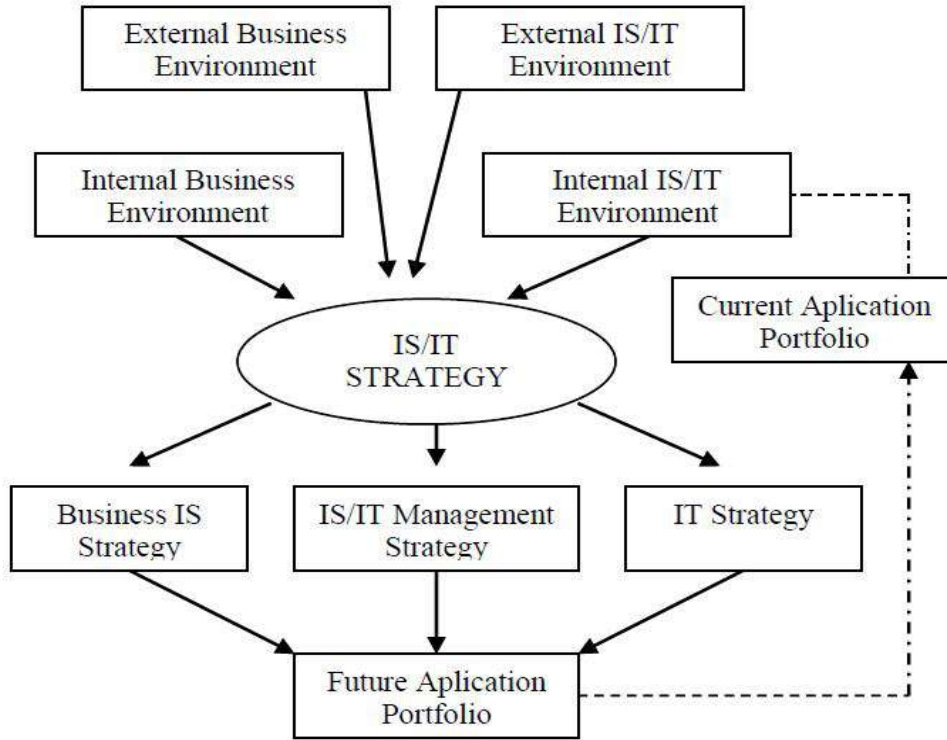 External Business
Environment
External IS/IT
Environment
Internal Business
Environment
Internal IS/IT
Environment
Current Aplication
Portfolio
IS/IT
STRATEGY
Business IS
Strategy
IS/IT Management
Strategy
IT Strategy
Future Aplication
Portfolio